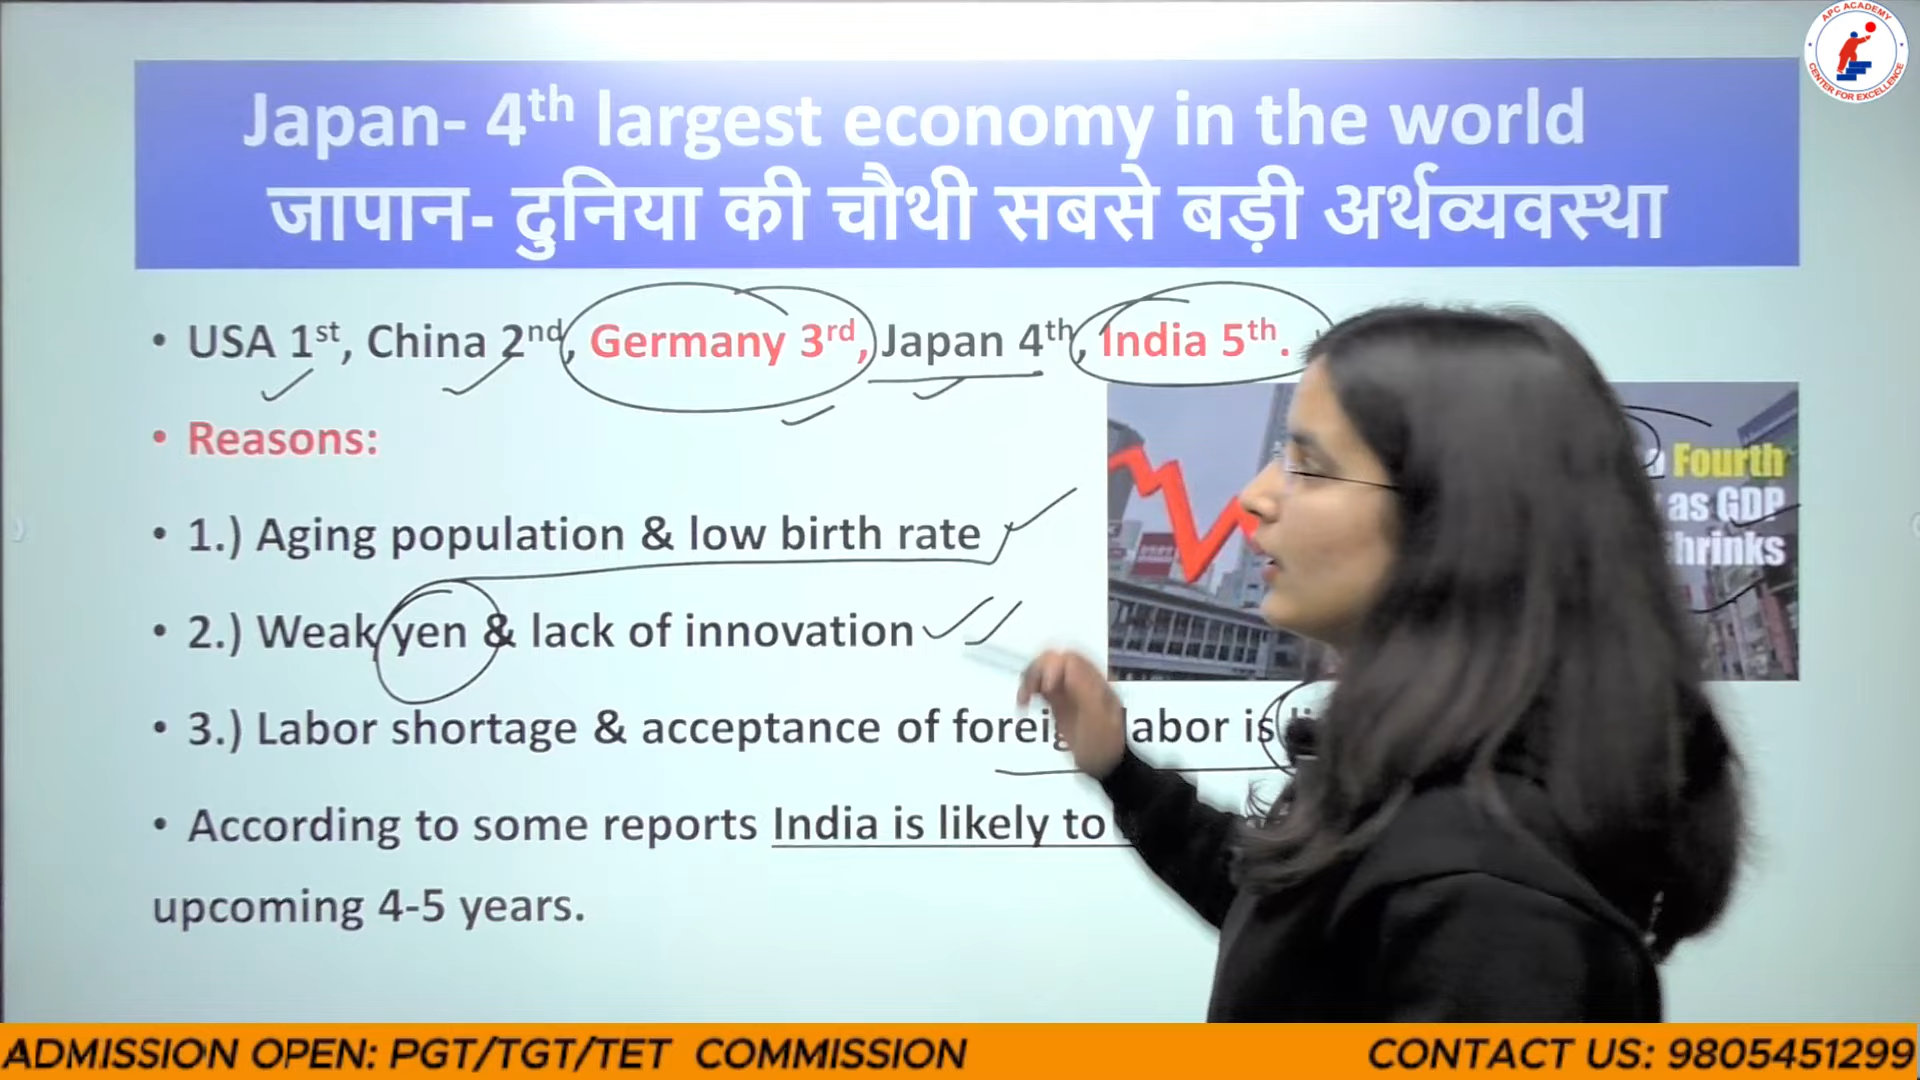 APC ACADEMY
CENTER FOR EXCELLENCE
Japan- 4th largest economy in the world
जापान- दुनिया की चौथी सबसे बड़ी अर्थव्यवस्था
• USA 1st, China 2nd, Germany 3rd, Japan 4th, India 5th.
• Reasons:
• 1.) Aging population & low birth rate
• 2.) Weak yen & lack of innovation
• 3.) Labor shortage & acceptance of labor is
• According to some reports India is likely to
upcoming 4-5 years.
Fourth
as GDP
ADMISSION OPEN: PGT/TGT/TET COMMISSION
CONTACT US: 9805451299